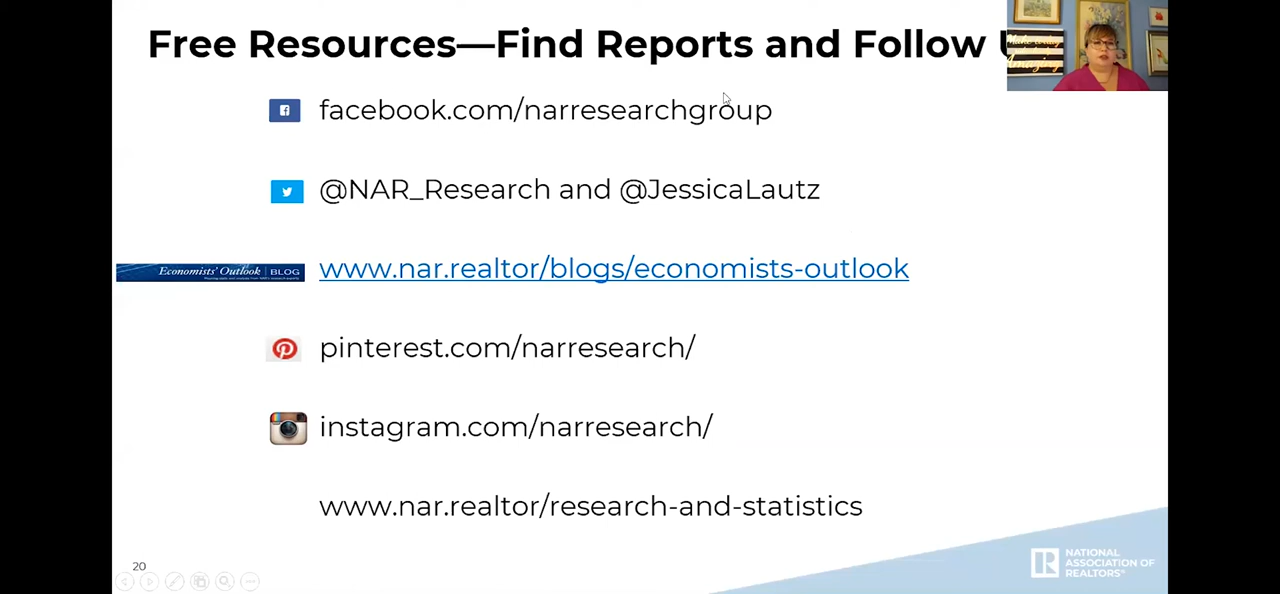 Free Resources—Find Reports and Follow
facebook.com/narresearchgroup
@NAR_Research and @JessicaLautz
Economists' Outlook | BLOG
www.nar.realtor/blogs/economists-outlook
pinterest.com/narresearch/
instagram.com/narresearch/
www.nar.realtor/research-and-statistics
20
NATIONAL
ASSOCIATION OF
REALTORS®